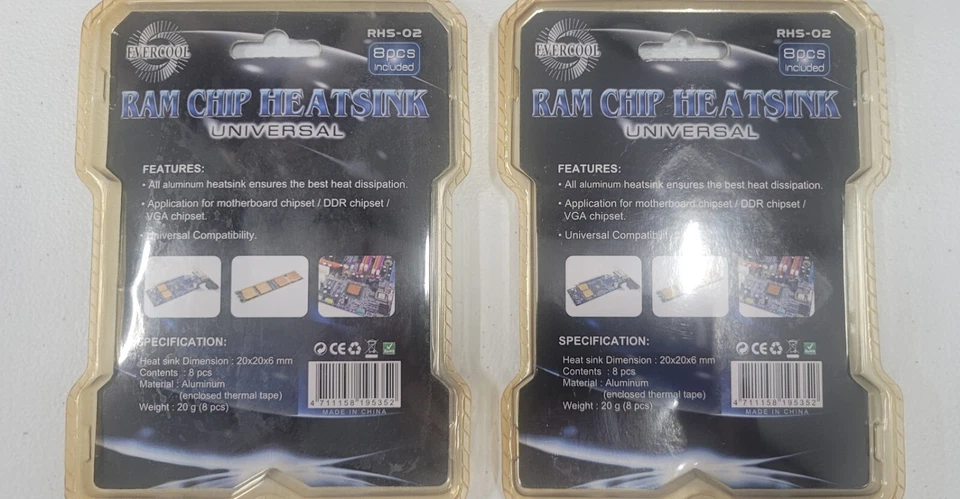 EVERCOOL
RHS-02
8pcs
included
RAM CHIP HEATSINK
UNIVERSAL
FEATURES:
• All aluminum heatsink ensures the best heat dissipation.
• Application for motherboard chipset / DDR chipset /
VGA chipset.
• Universal Compatibility.
SPECIFICATION:
Heat sink Dimension : 20x20x6 mm
Contents : 8 pcs
Material : Aluminum
(enclosed thermal tape)
Weight : 20 g (8 pcs)
CE
4 711158 195352
MADE IN CHINA
EVERCOOL
RHS-02
8pcs
included
RAM CHIP HEATSINK
UNIVERSAL
FEATURES:
• All aluminum heatsink ensures the best heat dissipation.
• Application for motherboard chipset / DDR chipset /
VGA chipset.
• Universal Compatibility.
SPECIFICATION:
Heat sink Dimension : 20x20x6 mm
Contents : 8 pcs
Material : Aluminum
(enclosed thermal tape)
Weight : 20 g (8 pcs)
CE
4 711158 195352
MADE IN CHINA